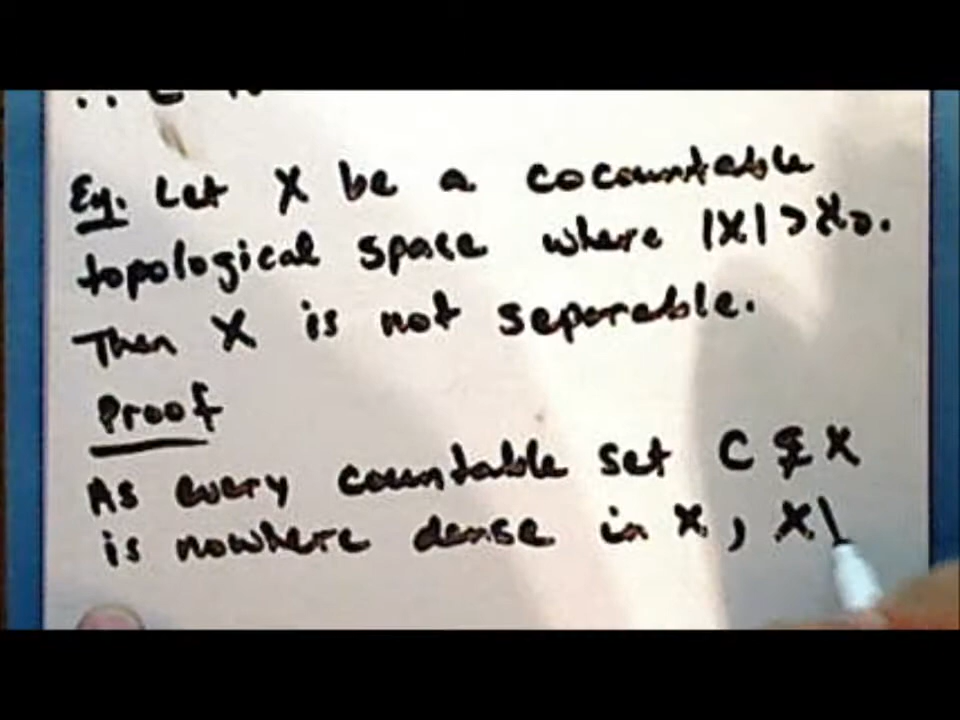 Eg. Let X be a cocountable
topological space where |X| > ℵ₀.
Then X is not separable.
Proof
As every countable set C ⊊ X
is nowhere dense in X, X\